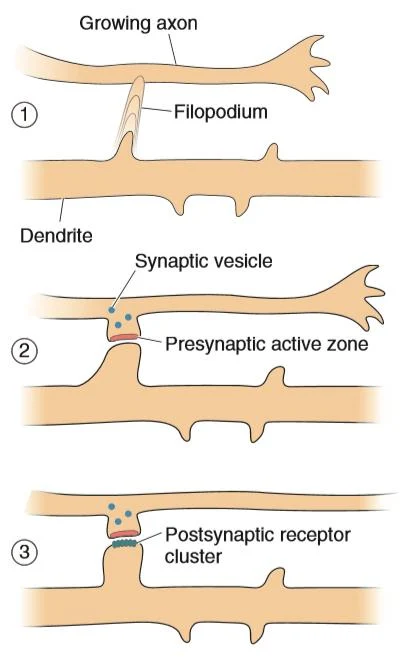 Growing axon
1
Filopodium
Dendrite
Synaptic vesicle
2
Presynaptic active zone
3
Postsynaptic receptor
cluster